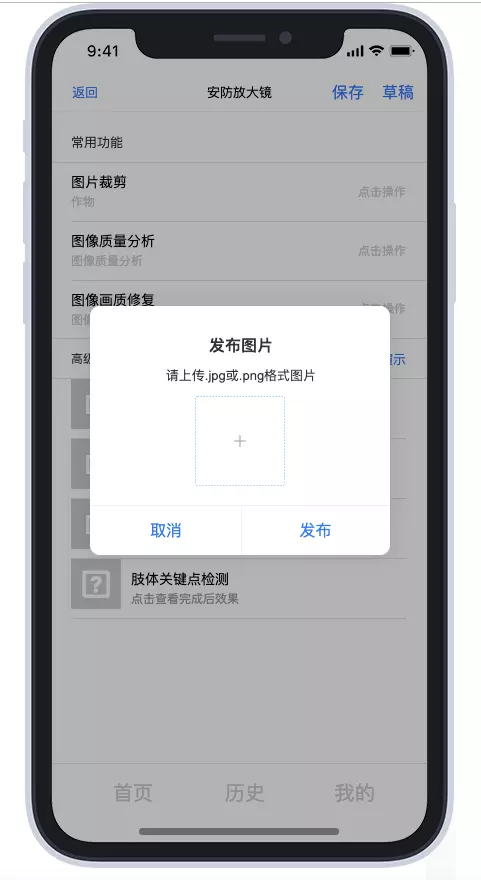 9:41
返回 安防放大镜 保存 草稿
常用功能
图片裁剪
作物
点击操作
图像质量分析
图像质量分析
点击操作
图像画质修复
发布图片
请上传.jpg或.png格式图片
+
取消 发布
肢体关键点检测
点击查看完成后效果
首页 历史 我的